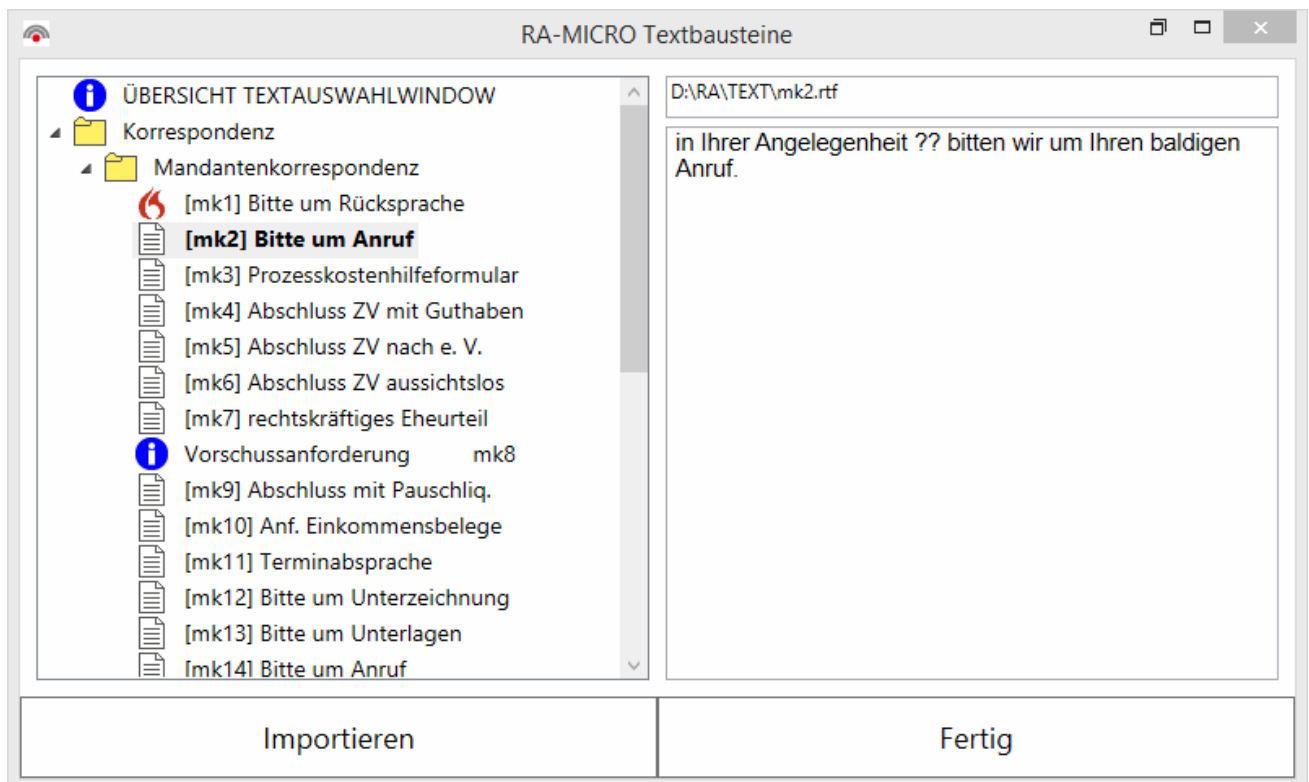 RA-MICRO Textbausteine
ÜBERSICHT TEXTAUSWAHLWINDOW
Korrespondenz
Mandantenkorrespondenz
[mk1] Bitte um Rücksprache
[mk2] Bitte um Anruf
[mk3] Prozesskostenhilfeformular
[mk4] Abschluss ZV mit Guthaben
[mk5] Abschluss ZV nach e. V.
[mk6] Abschluss ZV aussichtslos
[mk7] rechtskräftiges Eheurteil
Vorschussanforderung mk8
[mk9] Abschluss mit Pauschliq.
[mk10] Anf. Einkommensbelege
[mk11] Terminabsprache
[mk12] Bitte um Unterzeichnung
[mk13] Bitte um Unterlagen
[mk14] Bitte um Anruf
D:\RA\TEXT\mk2.rtf
in Ihrer Angelegenheit ?? bitten wir um Ihren baldigen
Anruf.
Importieren
Fertig